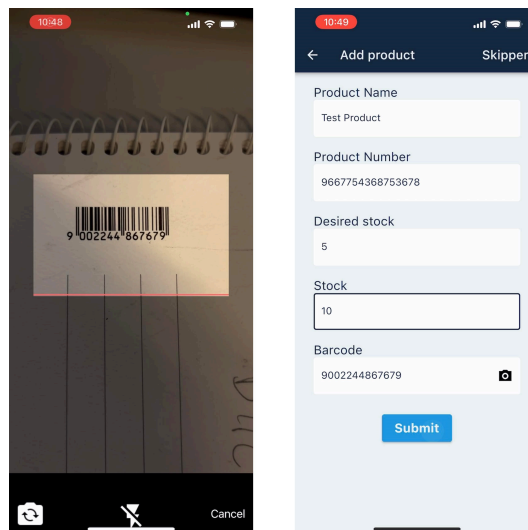 10:48
9 002244 867679
Cancel
10:49
Add product
Skipper
Product Name
Test Product
Product Number
9667754368753678
Desired stock
5
Stock
10
Barcode
9002244867679
Submit